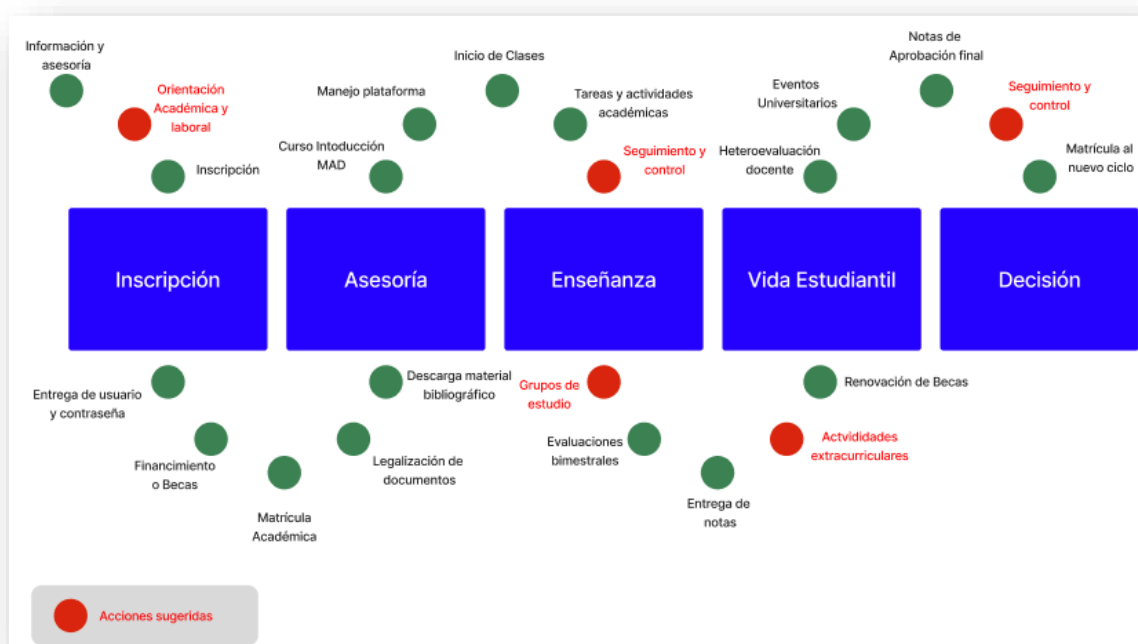 Información y
asesoría
Orientación
Académica y
laboral
Inscripción
Inicio de Clases
Manejo plataforma
Curso Intoducción
MAD
Tareas y actividades
académicas
Seguimiento y
control
Notas de
Aprobación final
Eventos
Universitarios
Heteroevaluación
docente
Seguimiento y
control
Matrícula al
nuevo ciclo
Inscripción
Asesoría
Enseñanza
Vida Estudiantil
Decisión
Entrega de usuario
y contraseña
Financimiento
o Becas
Matrícula
Académica
Descarga material
bibliográfico
Legalización de
documentos
Grupos de
estudio
Evaluaciones
bimestrales
Entrega de
notas
Renovación de Becas
Actvididades
extracurriculares
Acciones sugeridas